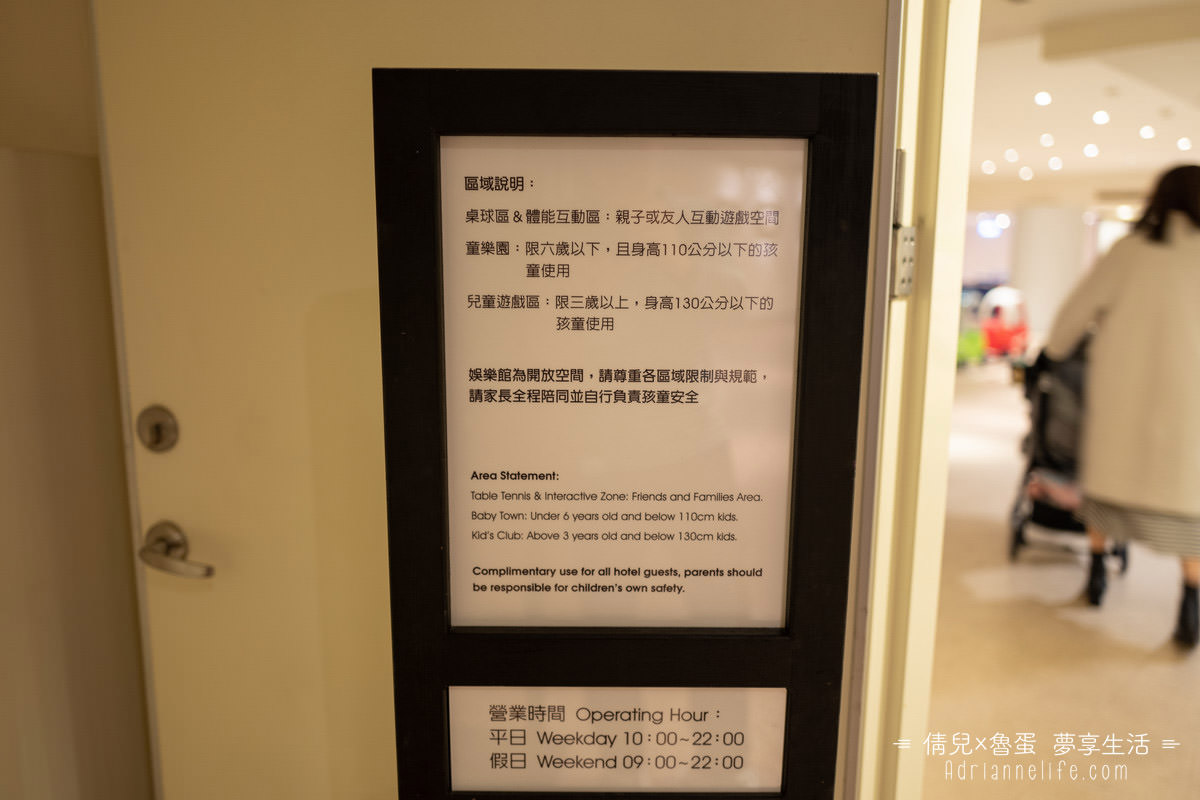 區域說明：
桌球區＆體能互動區：親子或友人互動遊戲空間
童樂園：限六歲以下，且身高110公分以下的孩
童使用
兒童遊戲區：限三歲以上，身高130公分以下的
孩童使用
娛樂館為開放空間，請尊重各區域限制與規範，
請家長全程陪同並自行負責孩童安全
Area Statement:
Table Tennis & Interactive Zone: Friends and Families Area.
Baby Town: Under 6 years old and below 110cm kids.
Kid's Club: Above 3 years old and below 130cm kids.
Complimentary use for all hotel guests, parents should
be responsible for children's own safety.
營業時間 Operating Hour：
平日 Weekday 10：00~22：00
假日 Weekend 09：00~22：00
倩兒x魯蛋 夢享生活
Adriannelife.com